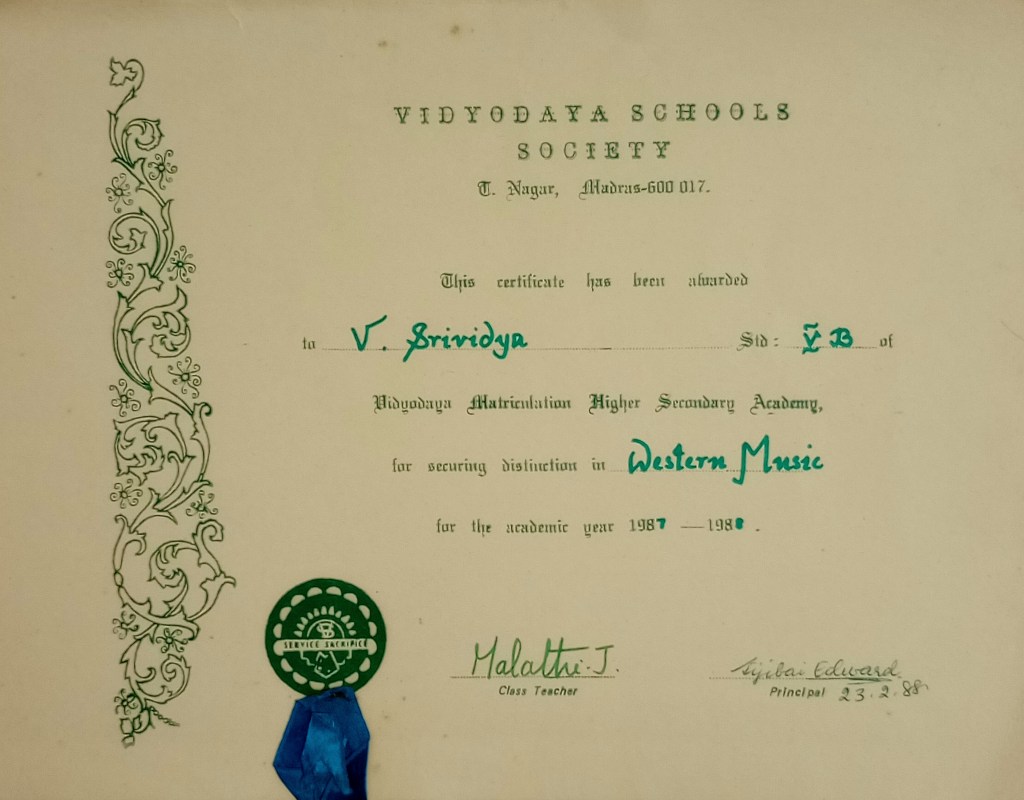 VIDYODAYA SCHOOLS
SOCIETY
T. Nagar, Madras-600 017.
This certificate has been awarded
to V. Srividya Std : V B of
Vidyodaya Matriculation Higher Secondary Academy,
for securing distinction in Western Music
for the academic year 1987 — 1988 .
SERVICE SACRIFICE
Malathi. J.
Class Teacher
Edward.
Principal 23.2.88